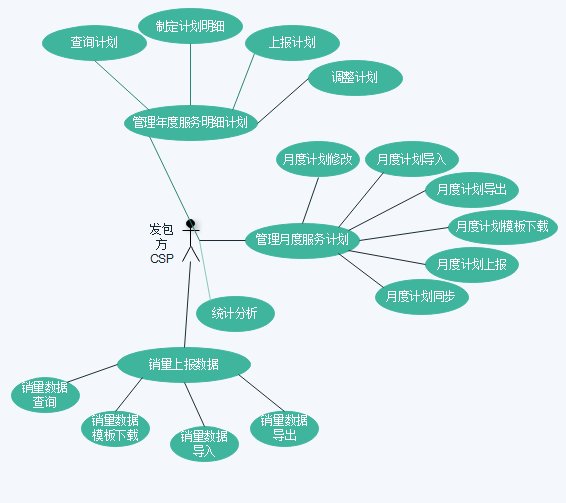 制定计划明细
查询计划
上报计划
调整计划
管理年度服务明细计划
月度计划修改
月度计划导入
月度计划导出
月度计划模板下载
发包
方
CSP
管理月度服务计划
月度计划上报
月度计划同步
统计分析
销量上报数据
销量数据
查询
销量数据
模板下载
销量数据
导入
销量数据
导出